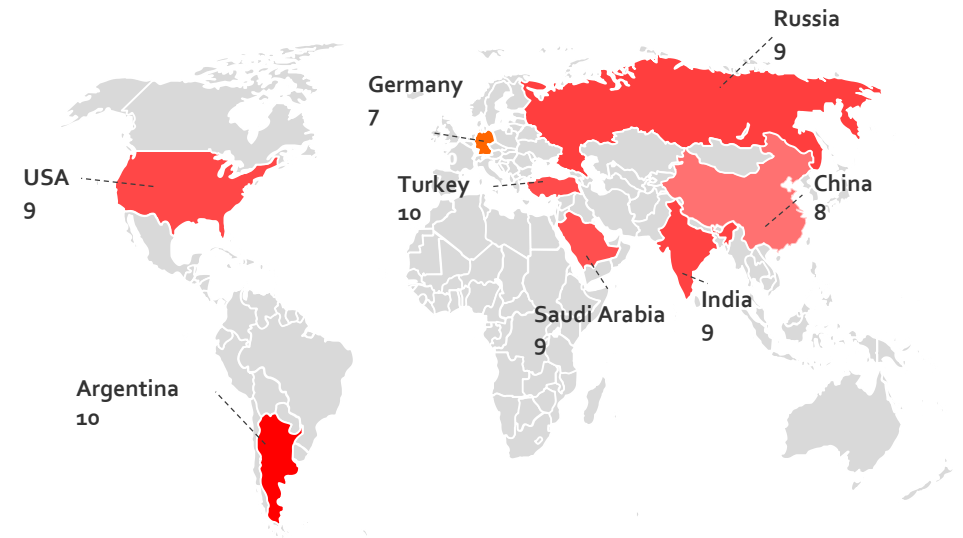 Russia
9
Germany
7
USA
9
Turkey
10
China
8
Saudi Arabia
9
India
9
Argentina
10